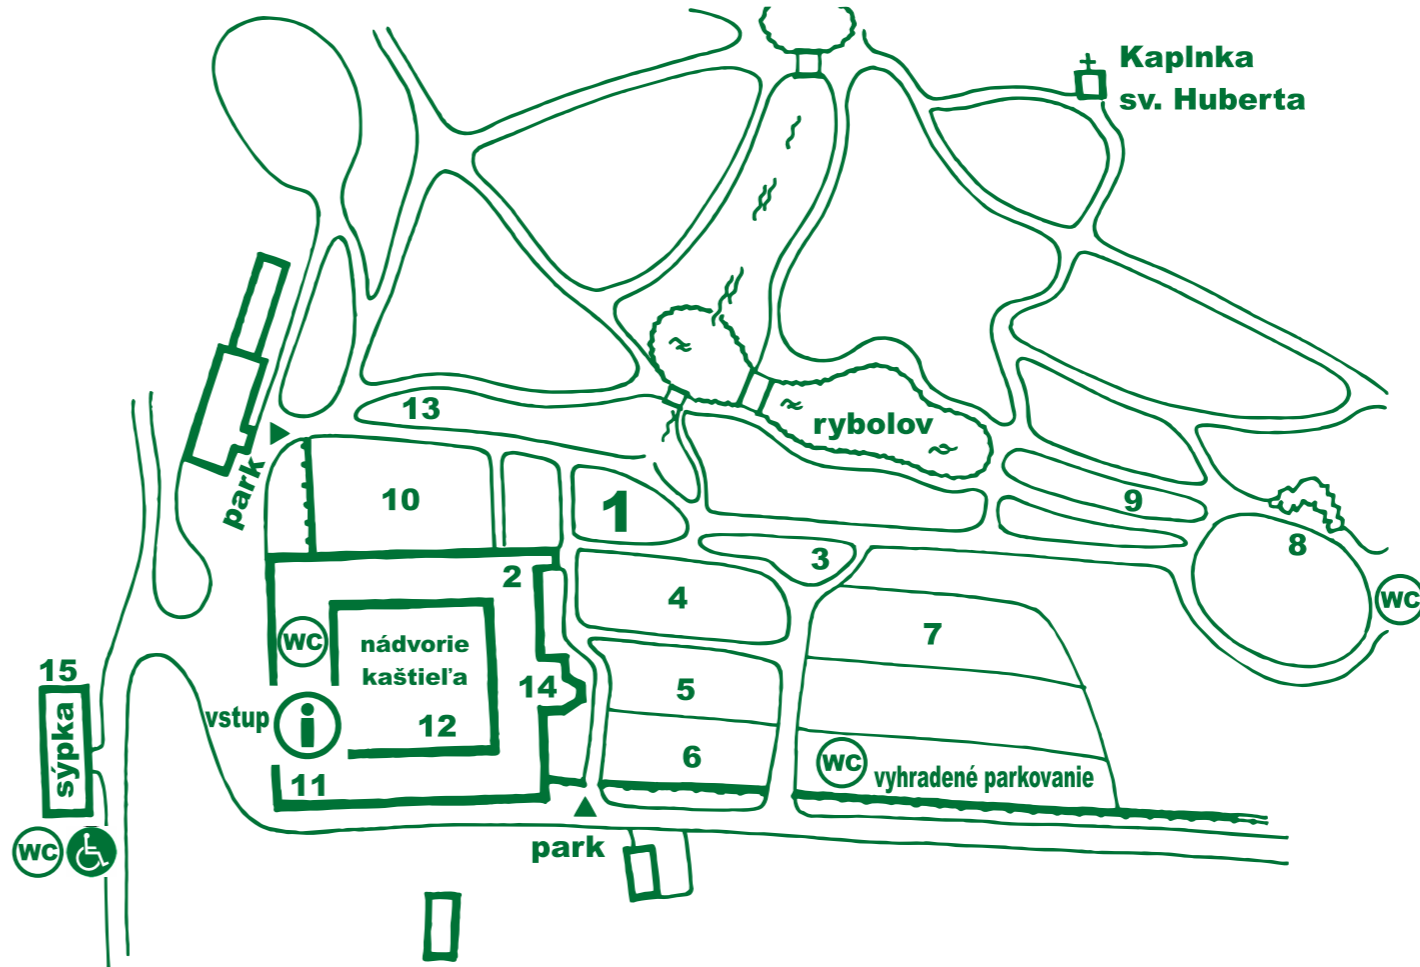 Kaplnka
sv. Huberta
13
rybolov
park
10
1
9
8
3
2
4
WC
7
WC
nádvorie
kaštieľa
15
14
5
vstup
i
12
sýpka
6
WC
vyhradené parkovanie
11
park
WC